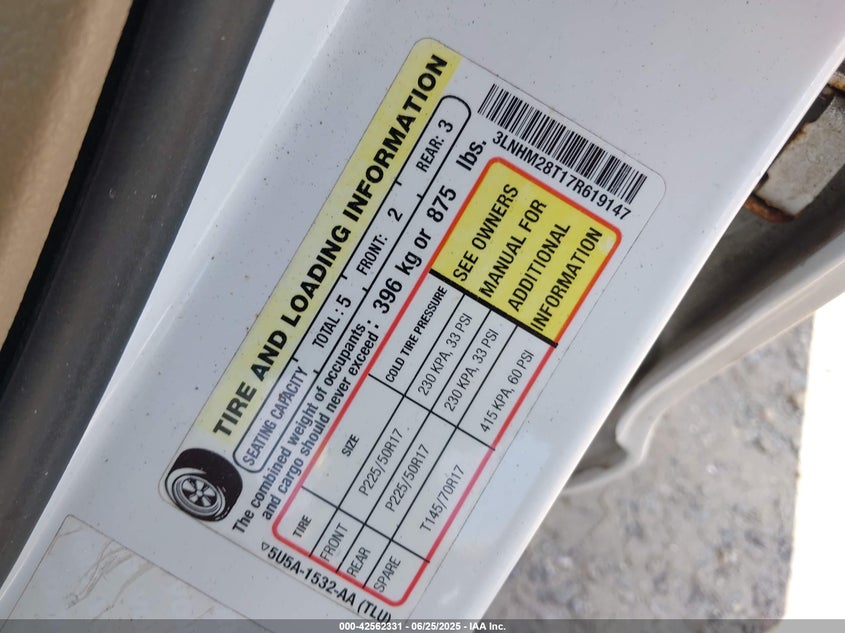 TIRE AND LOADING INFORMATION
SEATING CAPACITY TOTAL: 5 FRONT: 2 REAR: 3
The combined weight of occupants
and cargo should never exceed: 396 kg or 875 lbs.
TIRE SIZE COLD TIRE PRESSURE
FRONT P225/50R17 230 KPA, 33 PSI
REAR P225/50R17 230 KPA, 33 PSI
SPARE T145/70R17 415 KPA, 60 PSI
SEE OWNERS
MANUAL FOR
ADDITIONAL
INFORMATION
5U5A-1532-AA (TLU)
3LNHM28T17R619147
000-42562331 - 06/25/2025 - IAA Inc.